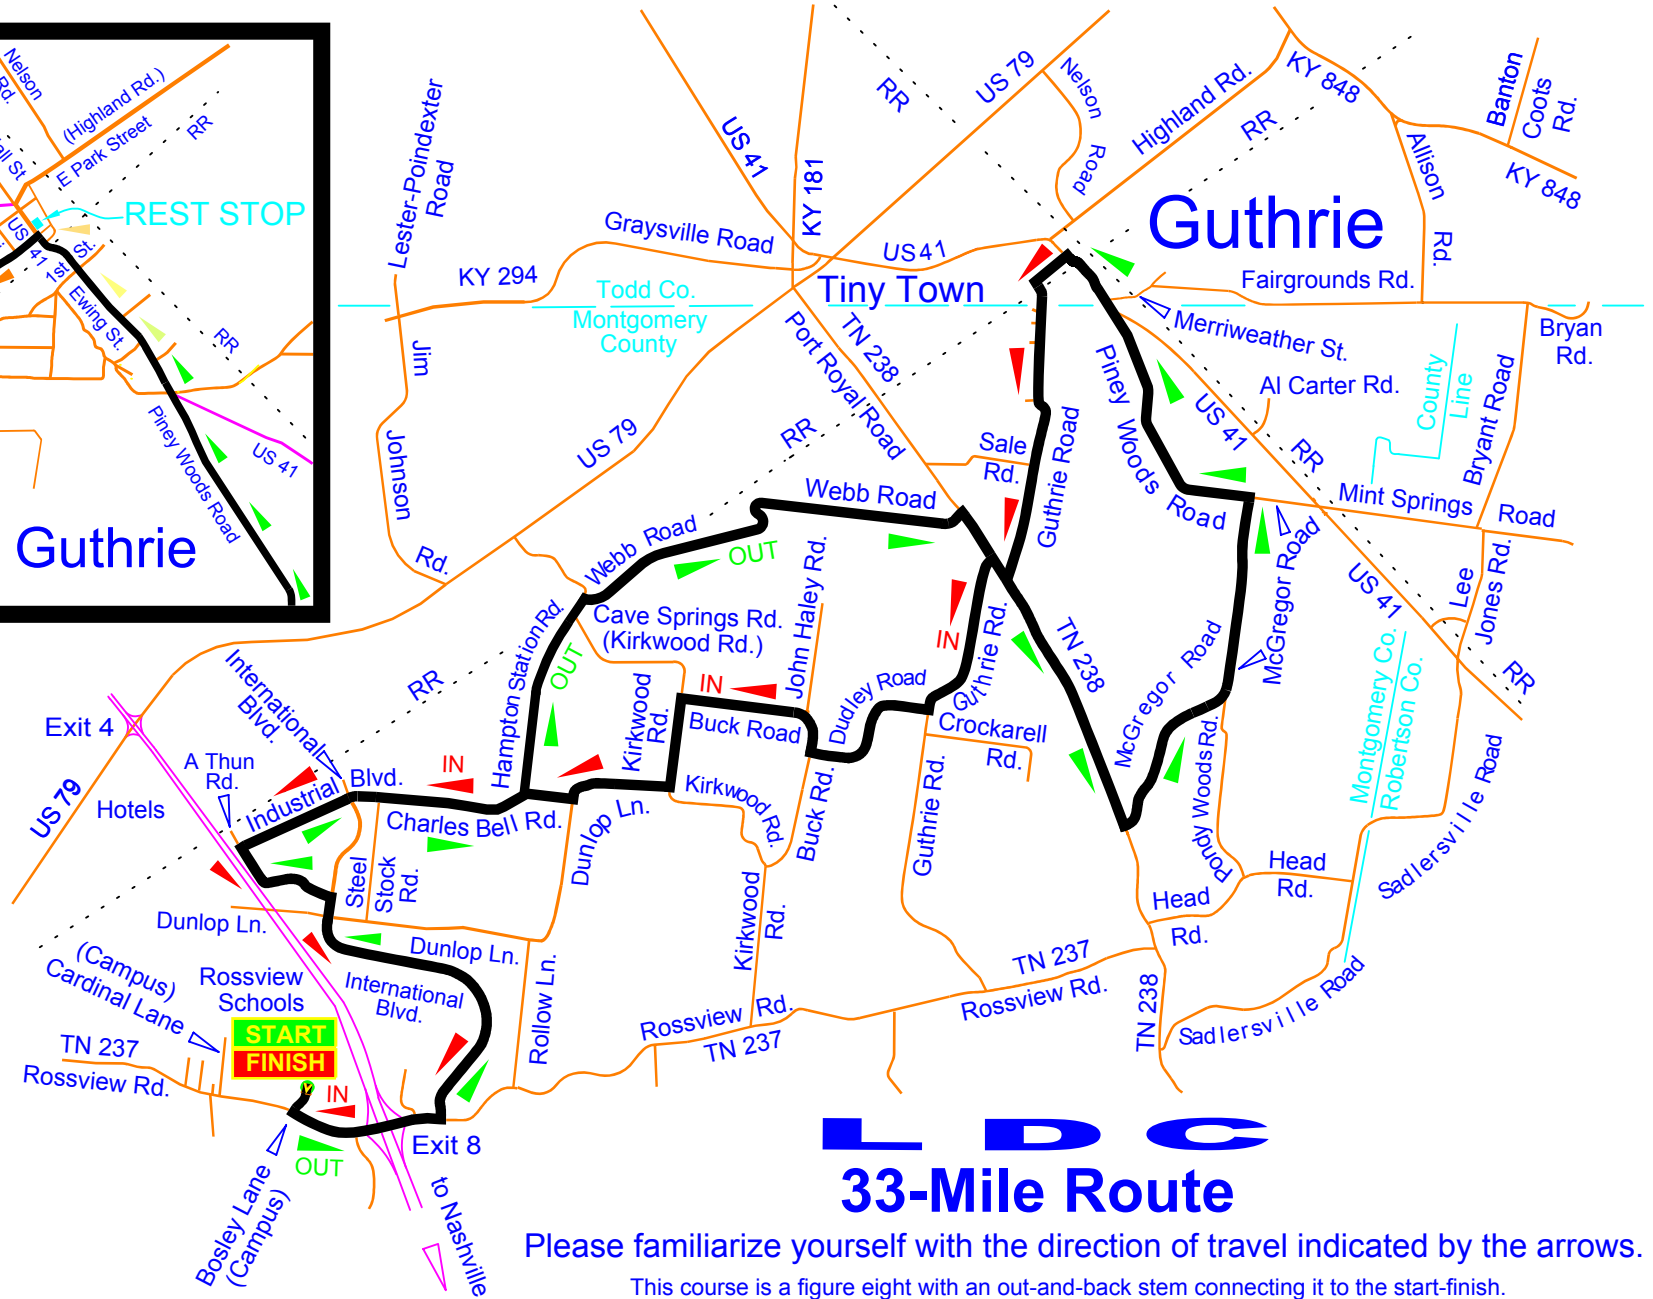 Nelson
Rd.
(Highland Rd.)
E Park Street
RR
REST STOP
US 41
1st St.
Ewing St.
RR
Piney Woods Road
US 41
Guthrie
Lester-Poindexter
Road
US 41
KY 181
RR
US 79
Nelson
Road
Highland Rd.
RR
KY 848
Banton
Coots
Rd.
Allison
Rd.
KY 848
Graysville Road
US 41
Guthrie
KY 294
Todd Co.
Montgomery
County
Tiny Town
Fairgrounds Rd.
Merriweather St.
Bryan
Rd.
Jim
Johnson
Rd.
TN 238
Port Royal Road
Piney
Woods
Road
US 41
Al Carter Rd.
County
Line
Bryant Road
US 79
RR
Sale
Rd.
Guthrie Road
RR
Mint Springs
Road
Webb Road
Webb Road
OUT
McGregor Road
US 41
Lee
Jones Rd.
Cave Springs Rd.
(Kirkwood Rd.)
John Haley Rd.
IN
Guthrie Rd.
TN 238
McGregor Road
Montgomery Co.
Robertson Co.
RR
International
Blvd.
RR
Hampton Station Rd.
OUT
Kirkwood
Rd.
IN
Buck Road
Dudley Road
Crockarell
Rd.
Exit 4
A Thun
Rd.
US 79
Hotels
Industrial
Blvd.
IN
Charles Bell Rd.
Dunlop Ln.
Kirkwood Rd.
Buck Rd.
Guthrie Rd.
Pondy Woods Rd.
Sadlersville Road
Steel
Stock
Rd.
Head
Rd.
Head
Rd.
Dunlop Ln.
Dunlop Ln.
Kirkwood
Rd.
(Campus)
Cardinal Lane
Rossview
Schools
International
Blvd.
Rollow Ln.
TN 237
Rossview Rd.
TN 238
Sadlersville Road
START
FINISH
Rossview Rd.
TN 237
TN 237
Rossview Rd.
Y
IN
OUT
Exit 8
Bosley Lane
(Campus)
to Nashville
L D C
33-Mile Route
Please familiarize yourself with the direction of travel indicated by the arrows.
This course is a figure eight with an out-and-back stem connecting it to the start-finish.